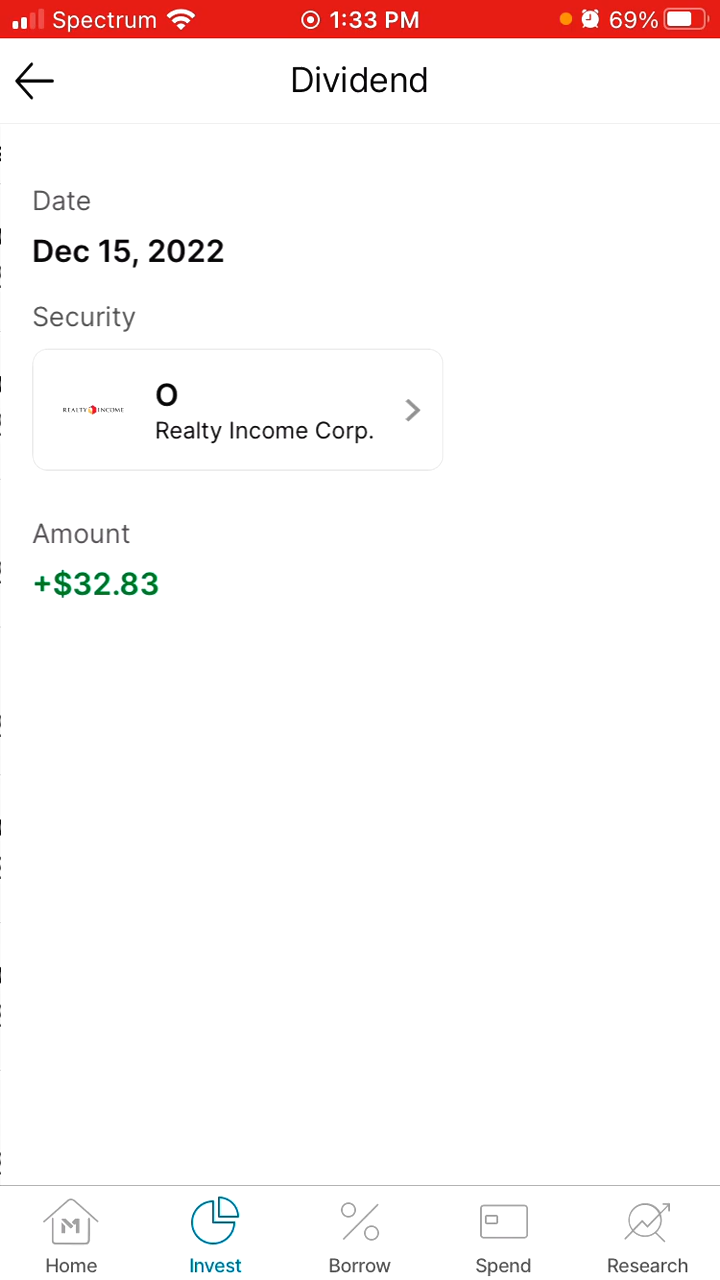 Spectrum 1:33 PM 69%
Dividend
Date
Dec 15, 2022
Security
REALTY INCOME
O
Realty Income Corp.
Amount
+$32.83
Home Invest Borrow Spend Research